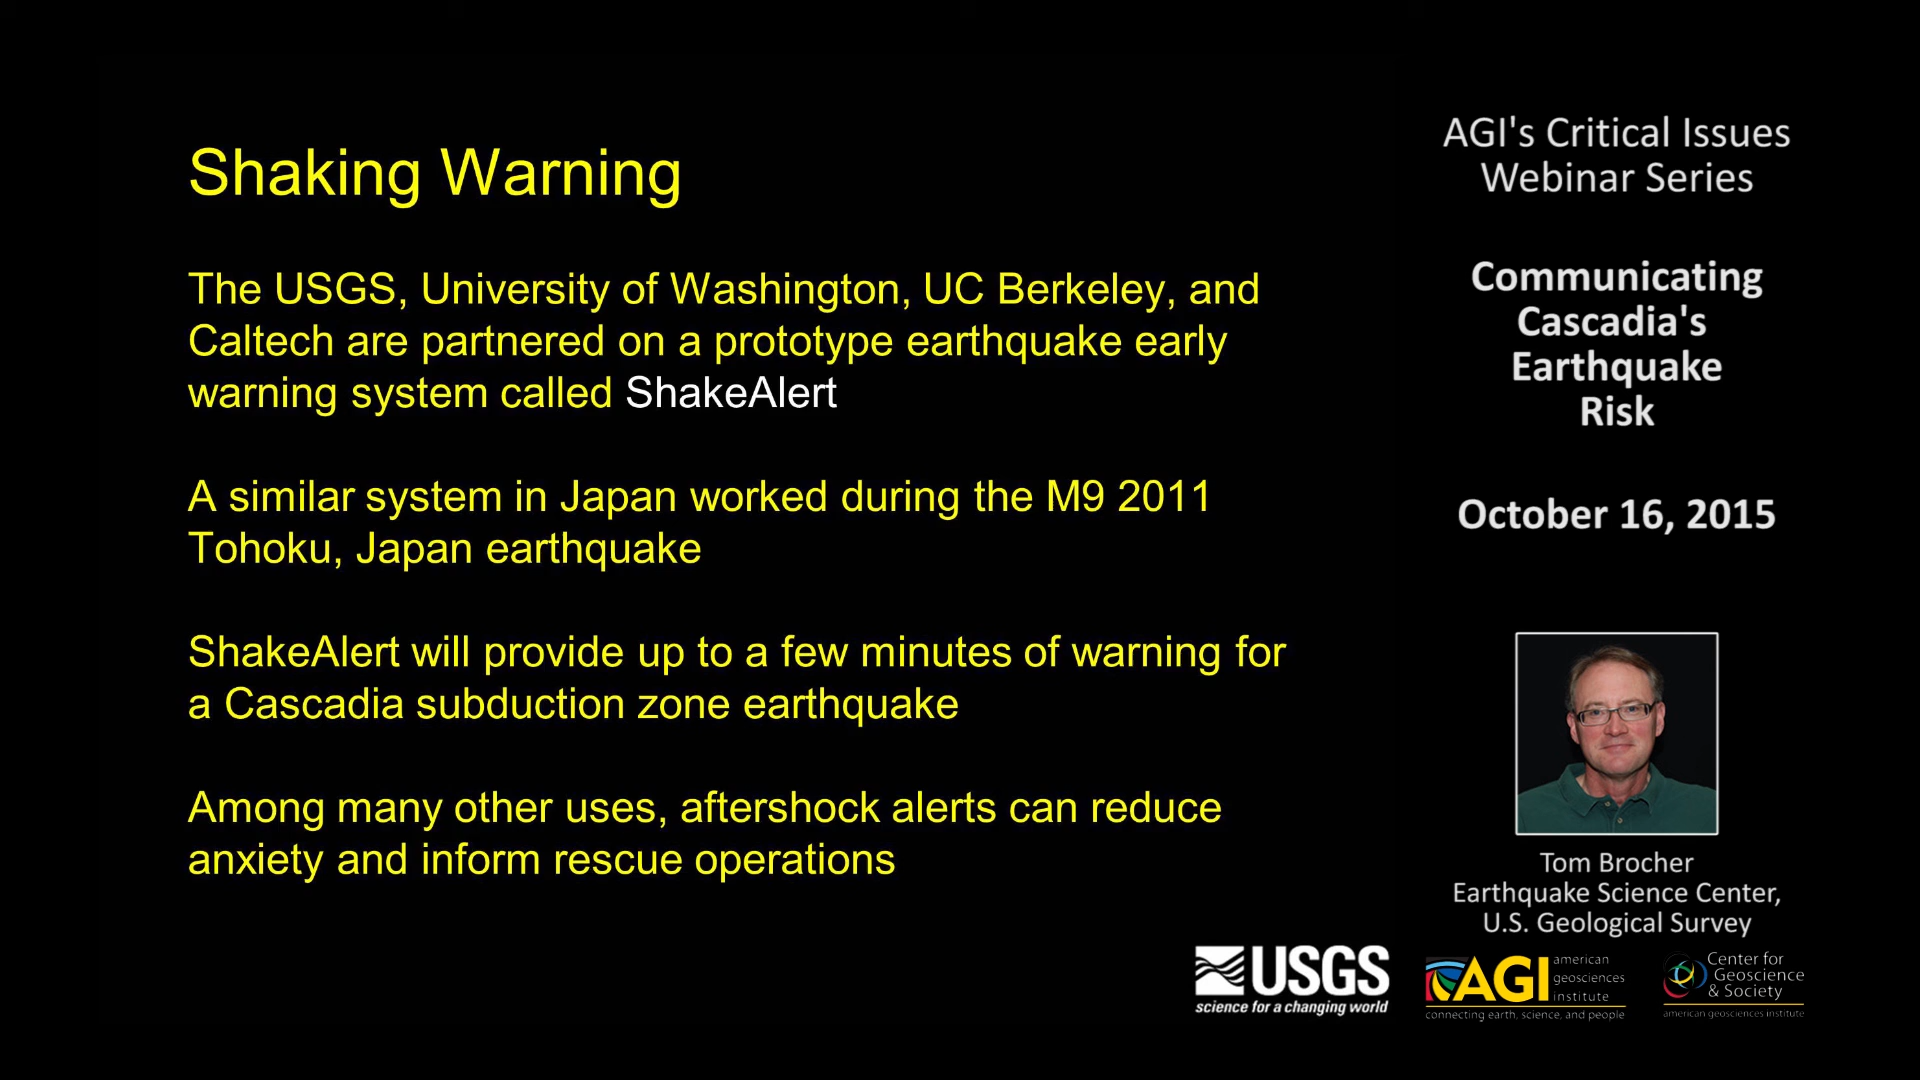 Shaking Warning
The USGS, University of Washington, UC Berkeley, and
Caltech are partnered on a prototype earthquake early
warning system called ShakeAlert
A similar system in Japan worked during the M9 2011
Tohoku, Japan earthquake
ShakeAlert will provide up to a few minutes of warning for
a Cascadia subduction zone earthquake
Among many other uses, aftershock alerts can reduce
anxiety and inform rescue operations
AGI's Critical Issues
Webinar Series
Communicating
Cascadia's
Earthquake
Risk
October 16, 2015
Tom Brocher
Earthquake Science Center,
U.S. Geological Survey
USGS
science for a changing world
AGI
american
geosciences
institute
connecting earth, science, and people
Center for
Geoscience
& Society
american geosciences institute